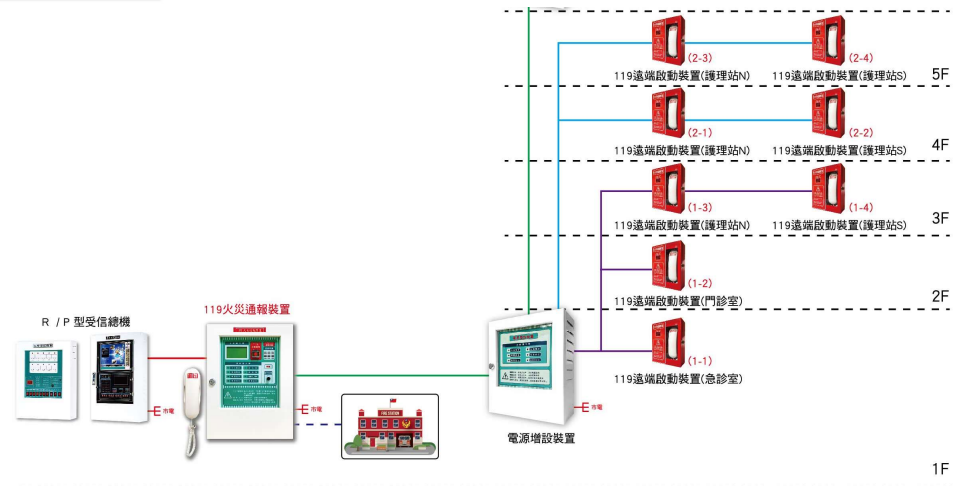 (2-3)
(2-4)
119遠端啟動裝置(護理站N)
119遠端啟動裝置(護理站S)
5F
(2-1)
(2-2)
119遠端啟動裝置(護理站N)
119遠端啟動裝置(護理站S)
4F
(1-3)
(1-4)
119遠端啟動裝置(護理站N)
119遠端啟動裝置(護理站S)
3F
(1-2)
119遠端啟動裝置(門診室)
2F
119火災通報裝置
R / P 型受信總機
(1-1)
119遠端啟動裝置(急診室)
市電
市電
市電
FIRE STATION
電源增設裝置
1F